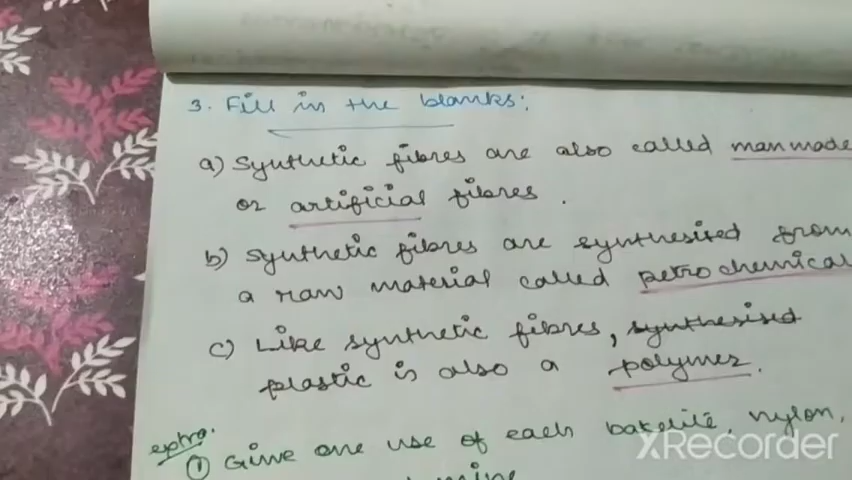 3. Fill in the blanks:
a) Synthetic fibres are also called man made
or artificial fibres.
b) Synthetic fibres are synthesised from
a raw material called petrochemical
c) Like synthetic fibres, synthesised
plastic is also a polymer.
extra.
① Give one use of each bakelite, nylon,
XRecorder